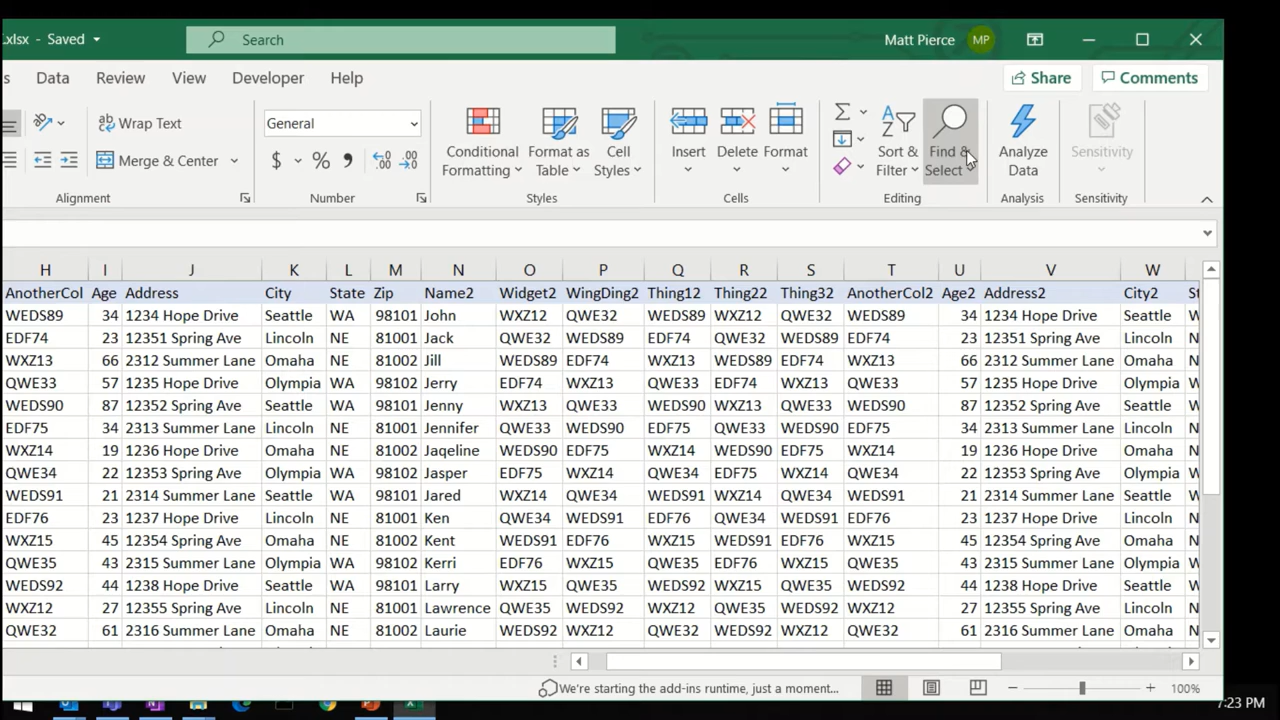 .xlsx - Saved
Search
Matt Pierce MP
s Data Review View Developer Help
Share Comments
Wrap Text
General
Merge & Center
$ % ,
Conditional Formatting
Format as Table
Cell Styles
Insert
Delete
Format
Σ
A Z Sort & Filter
Find & Select
Analyze Data
Sensitivity
Alignment Number Styles Cells Editing Analysis Sensitivity
H I J K L M N O P Q R S T U V W
AnotherCol Age Address City State Zip Name2 Widget2 WingDing2 Thing12 Thing22 Thing32 AnotherCol2 Age2 Address2 City2 St
WEDS89 34 1234 Hope Drive Seattle WA 98101 John WXZ12 QWE32 WEDS89 WXZ12 QWE32 WEDS89 34 1234 Hope Drive Seattle W
EDF74 23 12351 Spring Ave Lincoln NE 81001 Jack QWE32 WEDS89 EDF74 QWE32 WEDS89 EDF74 23 12351 Spring Ave Lincoln N
WXZ13 66 2312 Summer Lane Omaha NE 81002 Jill WEDS89 EDF74 WXZ13 WEDS89 EDF74 WXZ13 66 2312 Summer Lane Omaha N
QWE33 57 1235 Hope Drive Olympia WA 98102 Jerry EDF74 WXZ13 QWE33 EDF74 WXZ13 QWE33 57 1235 Hope Drive Olympia W
WEDS90 87 12352 Spring Ave Seattle WA 98101 Jenny WXZ13 QWE33 WEDS90 WXZ13 QWE33 WEDS90 87 12352 Spring Ave Seattle W
EDF75 34 2313 Summer Lane Lincoln NE 81001 Jennifer QWE33 WEDS90 EDF75 QWE33 WEDS90 EDF75 34 2313 Summer Lane Lincoln N
WXZ14 19 1236 Hope Drive Omaha NE 81002 Jaqeline WEDS90 EDF75 WXZ14 WEDS90 EDF75 WXZ14 19 1236 Hope Drive Omaha N
QWE34 22 12353 Spring Ave Olympia WA 98102 Jasper EDF75 WXZ14 QWE34 EDF75 WXZ14 QWE34 22 12353 Spring Ave Olympia W
WEDS91 21 2314 Summer Lane Seattle WA 98101 Jared WXZ14 QWE34 WEDS91 WXZ14 QWE34 WEDS91 21 2314 Summer Lane Seattle W
EDF76 23 1237 Hope Drive Lincoln NE 81001 Ken QWE34 WEDS91 EDF76 QWE34 WEDS91 EDF76 23 1237 Hope Drive Lincoln N
WXZ15 45 12354 Spring Ave Omaha NE 81002 Kent WEDS91 EDF76 WXZ15 WEDS91 EDF76 WXZ15 45 12354 Spring Ave Omaha N
QWE35 43 2315 Summer Lane Olympia WA 98102 Kerri EDF76 WXZ15 QWE35 EDF76 WXZ15 QWE35 43 2315 Summer Lane Olympia W
WEDS92 44 1238 Hope Drive Seattle WA 98101 Larry WXZ15 QWE35 WEDS92 WXZ15 QWE35 WEDS92 44 1238 Hope Drive Seattle W
WXZ12 27 12355 Spring Ave Lincoln NE 81001 Lawrence QWE35 WEDS92 WXZ12 QWE35 WEDS92 WXZ12 27 12355 Spring Ave Lincoln N
QWE32 61 2316 Summer Lane Omaha NE 81002 Laurie WEDS92 WXZ12 QWE32 WEDS92 WXZ12 QWE32 61 2316 Summer Lane Omaha N
We're starting the add-ins runtime, just a moment... 100%
7:23 PM